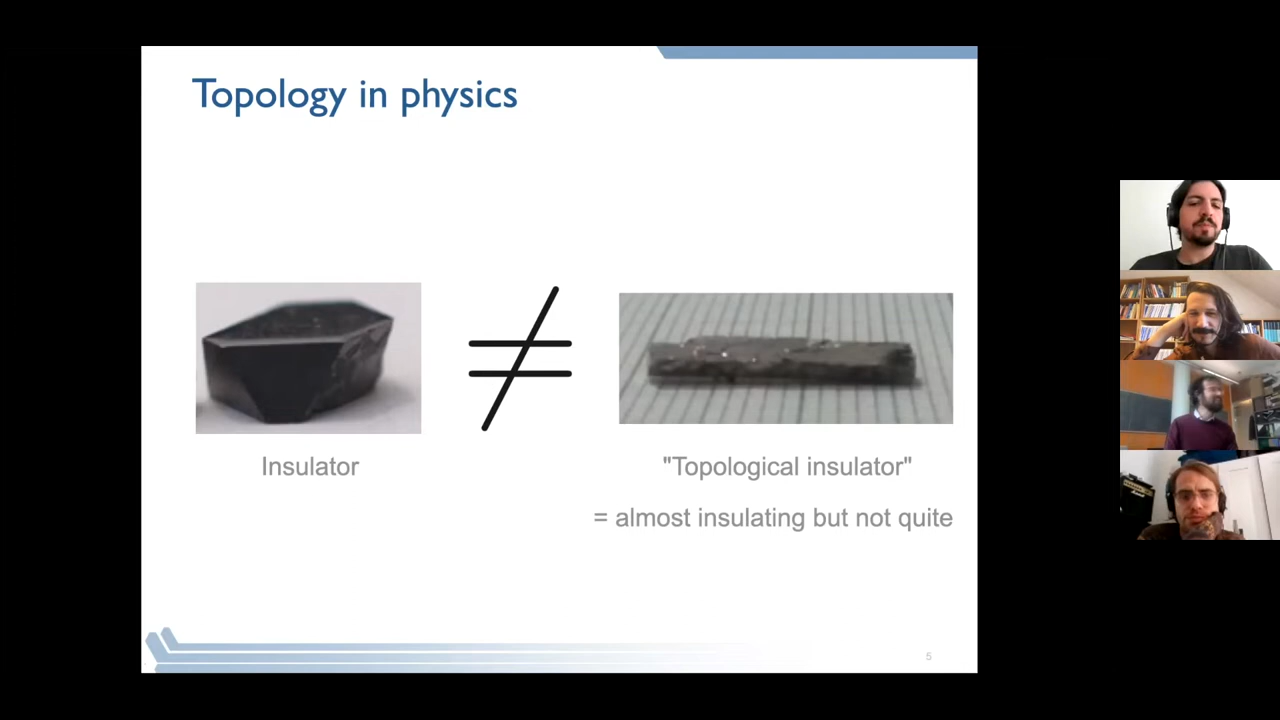 Topology in physics
≠
Insulator
"Topological insulator"
= almost insulating but not quite
5